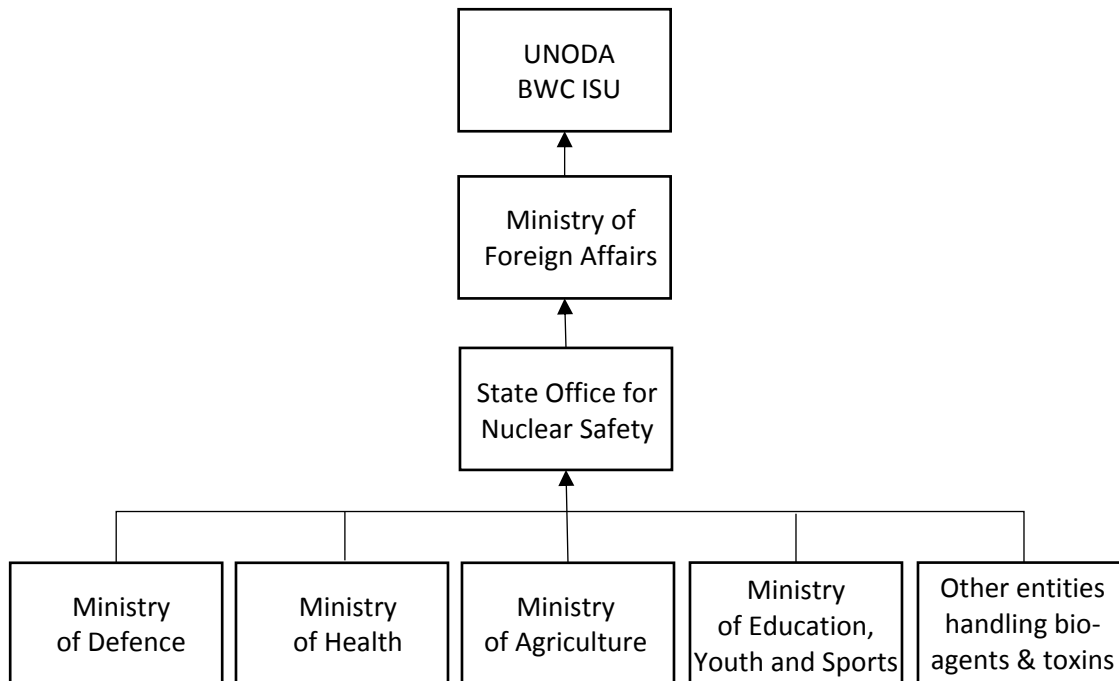 UNODA
BWC ISU
Ministry of
Foreign Affairs
State Office for
Nuclear Safety
Ministry
of Defence
Ministry
of Health
Ministry
of Agriculture
Ministry
of Education,
Youth and Sports
Other entities
handling bio-
agents & toxins